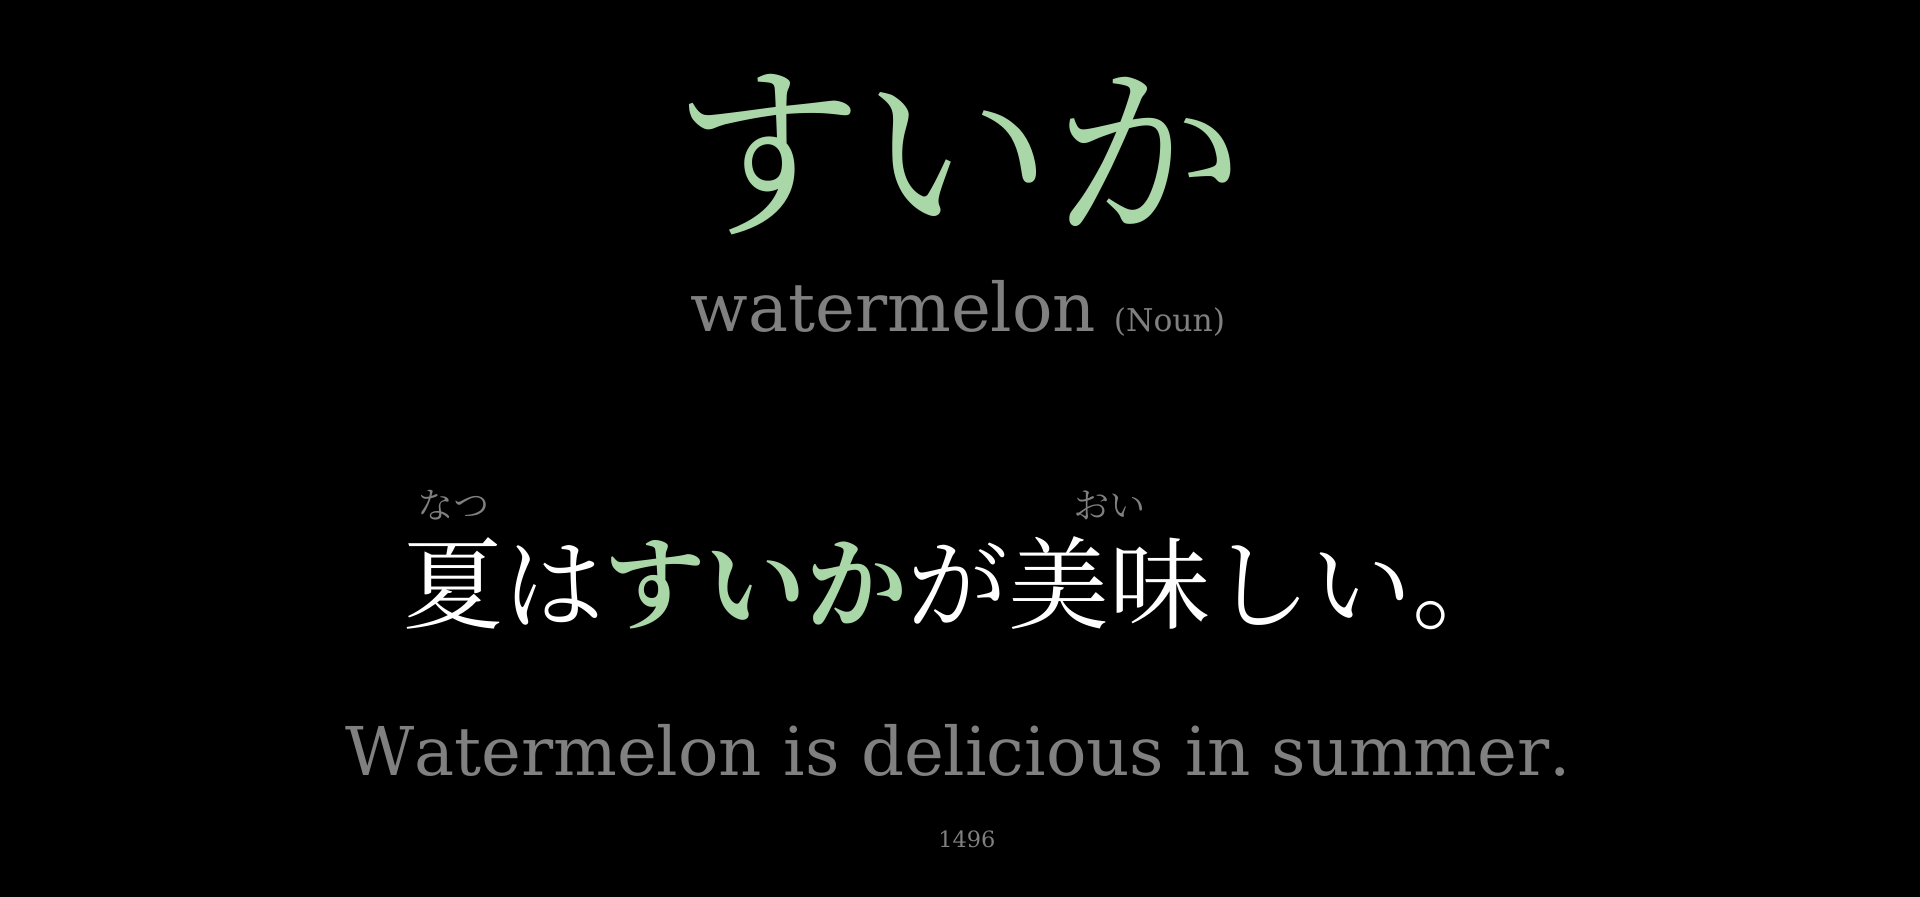 すいか
watermelon (Noun)
なつ おい
夏はすいかが美味しい。
Watermelon is delicious in summer.
1496